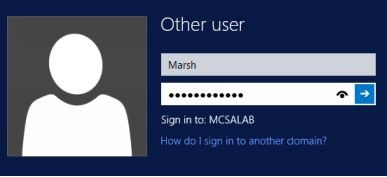 Other user
Marsh
••••••••••••
Sign in to: MCSALAB
How do I sign in to another domain?